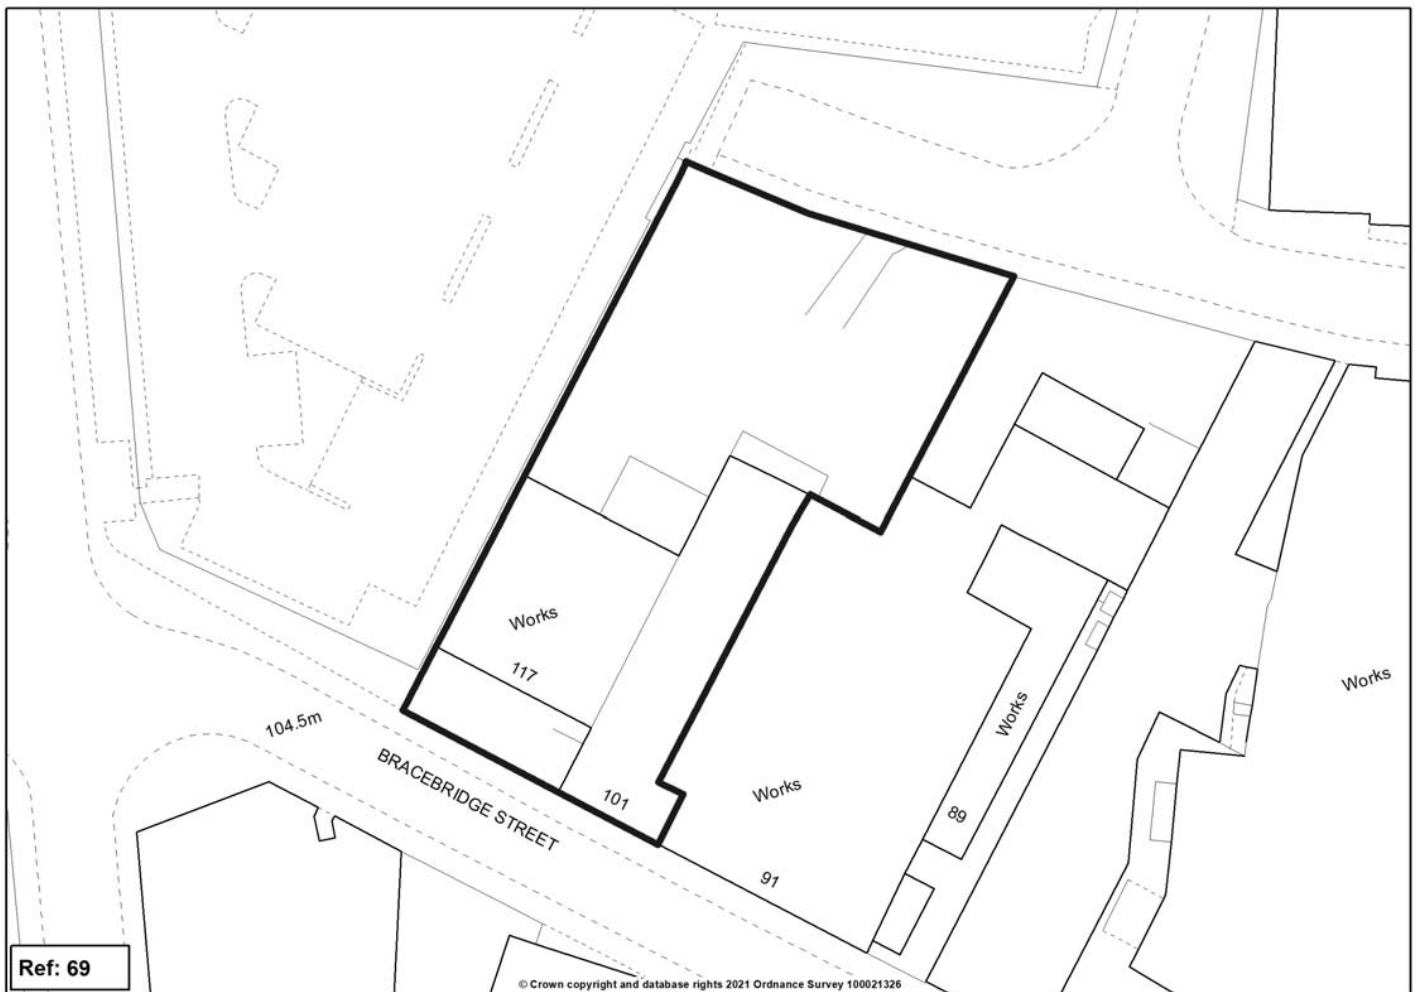 Works
117
104.5m
BRACEBRIDGE STREET
101
Works
91
Works
89
Works
Ref: 69
© Crown copyright and database rights 2021 Ordnance Survey 100021326